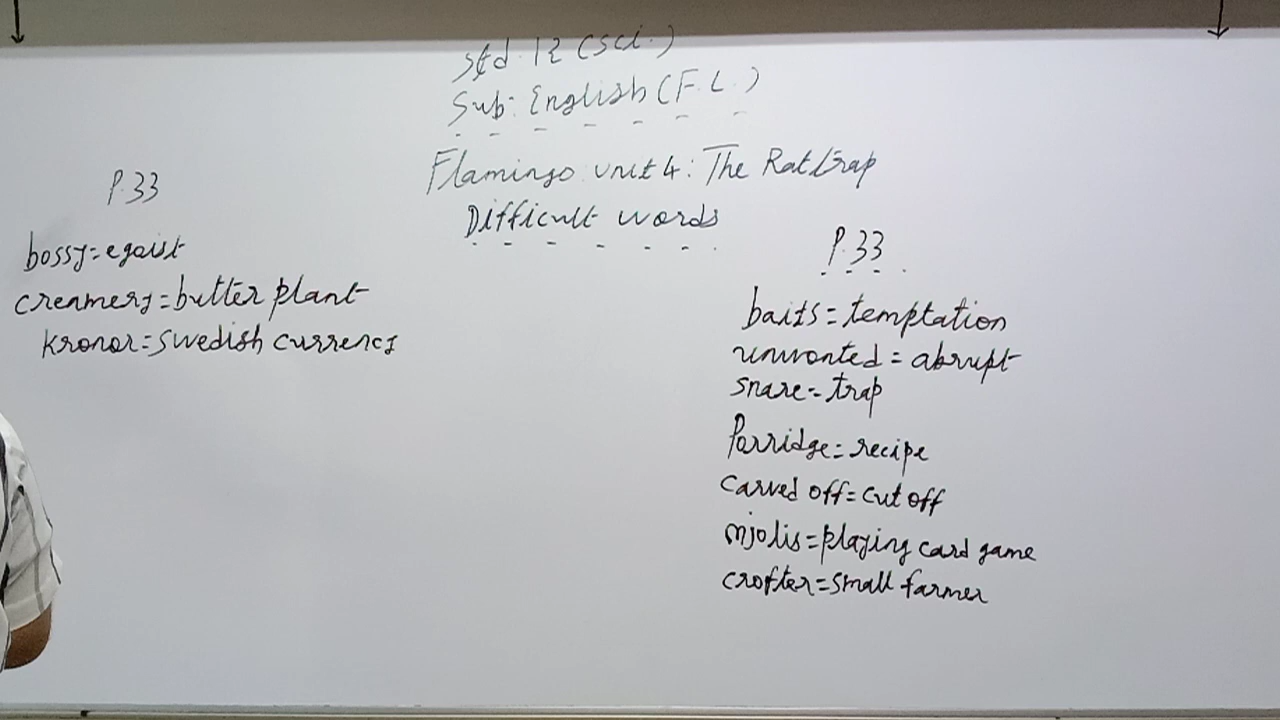 Std. 12 (Sci.)
Sub: English (F.L.)
Flamingo unit 4: The Rattrap
Difficult words
P.33
bossy=egoist
creamery=butter plant
kronor=Swedish currency
P.33
baits=temptation
unwonted=abrupt
snare=trap
Porridge=recipe
carved off=cut off
mjolis=playing card game
crofter=small farmer